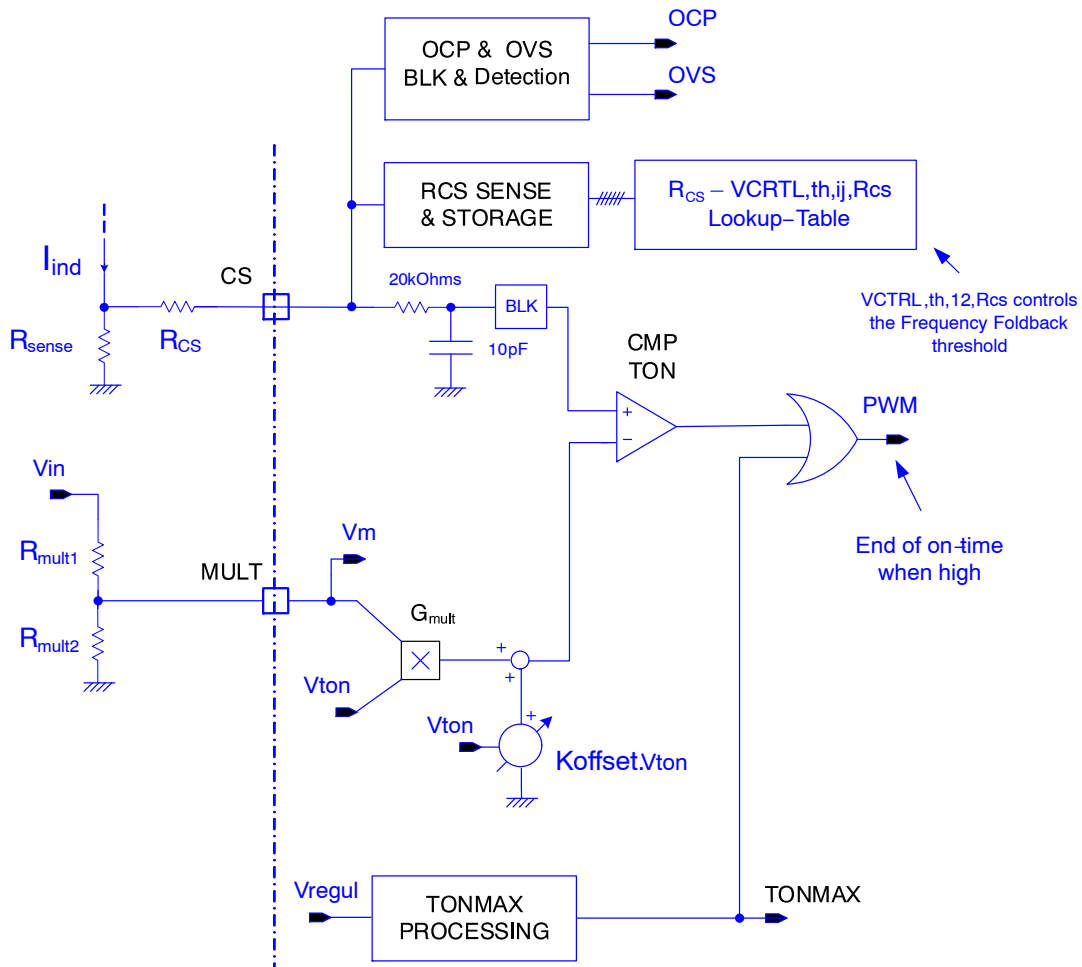 OCP
OCP & OVS
BLK & Detection
OVS
RCS SENSE
& STORAGE
RCS – VCRTL,th,ij,Rcs
Lookup–Table
Iind
CS
20kOhms
BLK
VCTRL,th,12,Rcs controls
the Frequency Foldback
threshold
Rsense
RCS
10pF
CMP
TON
+
−
PWM
Vin
Vm
End of on–time
when high
Rmult1
MULT
Gmult
Rmult2
×
+
+
Vton
+
Vton
Koffset.Vton
Vregul
TONMAX
PROCESSING
TONMAX